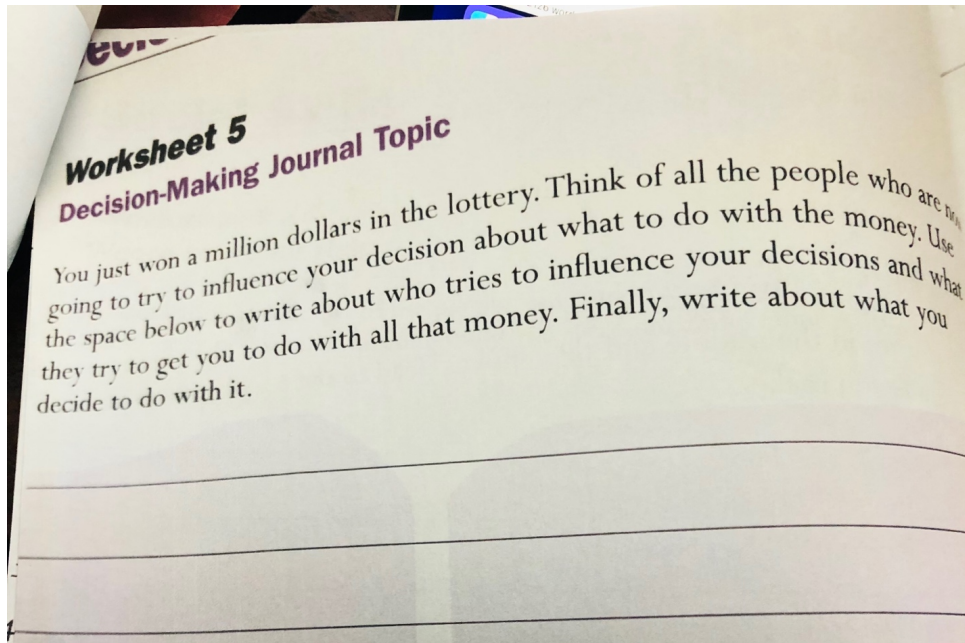 Worksheet 5
Decision-Making Journal Topic
You just won a million dollars in the lottery. Think of all the people who are
going to try to influence your decision about what to do with the money. Use
the space below to write about who tries to influence your decisions and what
they try to get you to do with all that money. Finally, write about what you
decide to do with it.